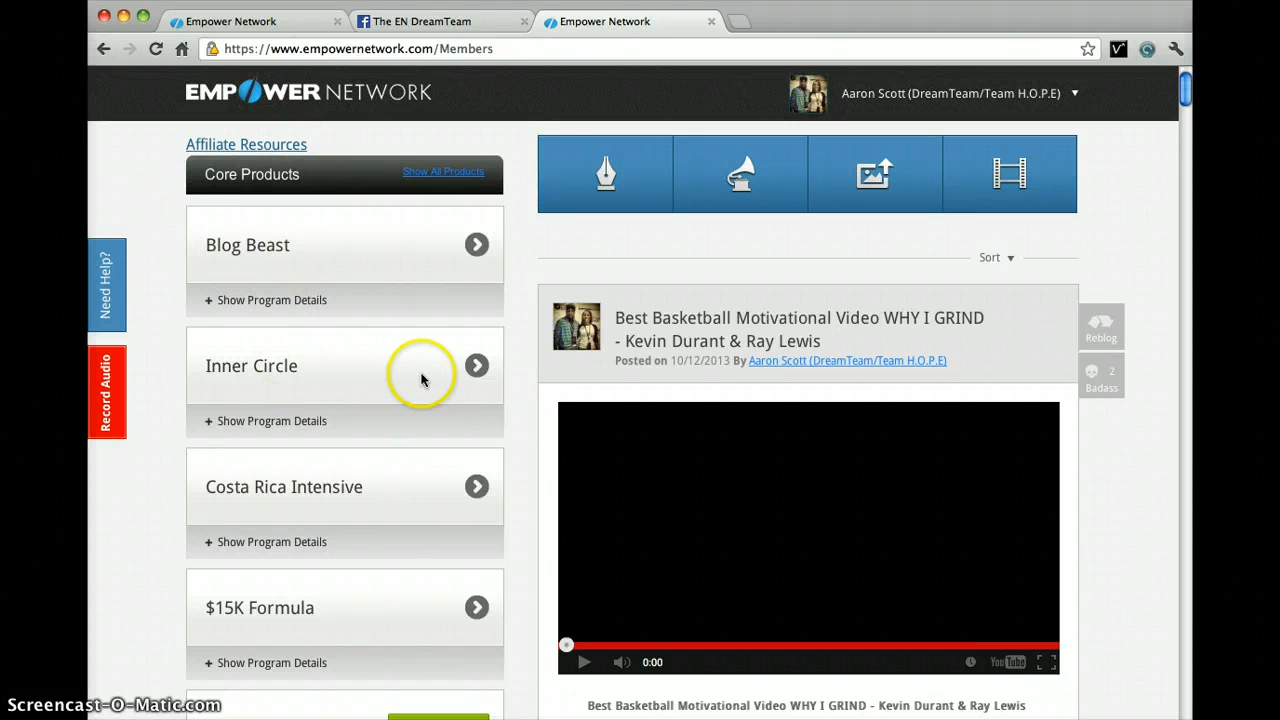 Empower Network
The EN DreamTeam
Empower Network
https://www.empowernetwork.com/Members
EMPOWER NETWORK
Aaron Scott (DreamTeam/Team H.O.P.E)
Affiliate Resources
Core Products
Show All Products
Blog Beast
+ Show Program Details
Inner Circle
+ Show Program Details
Costa Rica Intensive
+ Show Program Details
$15K Formula
+ Show Program Details
Need Help?
Record Audio
Sort
Best Basketball Motivational Video WHY I GRIND
- Kevin Durant & Ray Lewis
Posted on 10/12/2013 By Aaron Scott (DreamTeam/Team H.O.P.E)
Reblog
2
Badass
0:00
YouTube
Best Basketball Motivational Video WHY I GRIND - Kevin Durant & Ray Lewis
Screencast-O-Matic.com